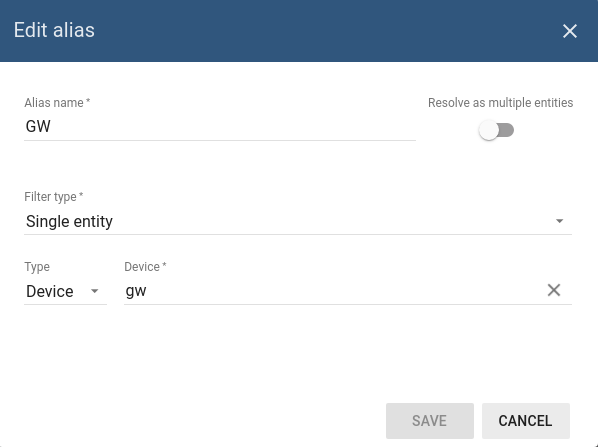 Edit alias
Alias name *
Resolve as multiple entities
GW
Filter type *
Single entity
Type
Device *
Device
gw
SAVE
CANCEL